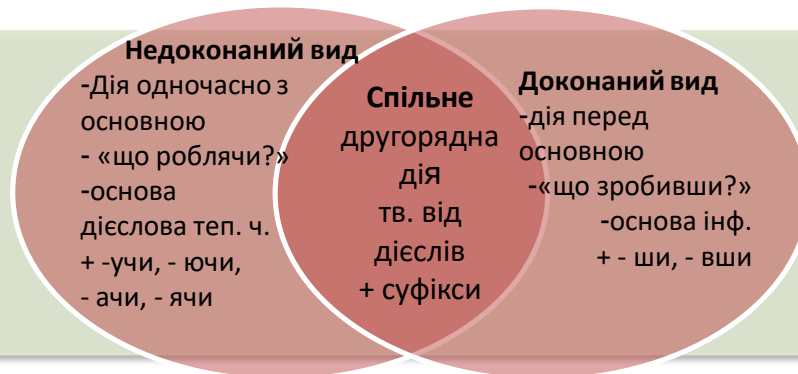 Недоконаний вид
-Дія одночасно з
основною
- «що роблячи?»
-основа
дієслова теп. ч.
+ -учи, - ючи,
- ачи, - ячи
Спільне
другорядна
дія
тв. від
дієслів
+ суфікси
Доконаний вид
-дія перед
основною
-«що зробивши?»
-основа інф.
+ - ши, - вши